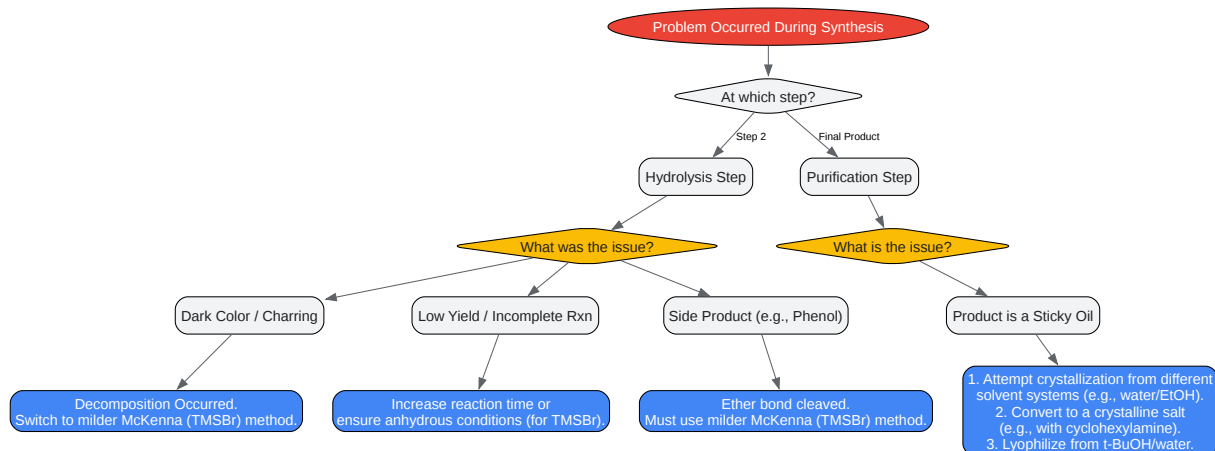 Problem Occurred During Synthesis
At which step?
Step 2
Final Product
Hydrolysis Step
Purification Step
What was the issue?
What is the issue?
Dark Color / Charring
Low Yield / Incomplete Rxn
Side Product (e.g., Phenol)
Product is a Sticky Oil
Decomposition Occurred.
Switch to milder McKenna (TMSBr) method.
Increase reaction time or
ensure anhydrous conditions (for TMSBr).
Ether bond cleaved.
Must use milder McKenna (TMSBr) method.
1. Attempt crystallization from different
solvent systems (e.g., water/EtOH).
2. Convert to a crystalline salt
(e.g., with cyclohexylamine).
3. Lyophilize from t-BuOH/water.